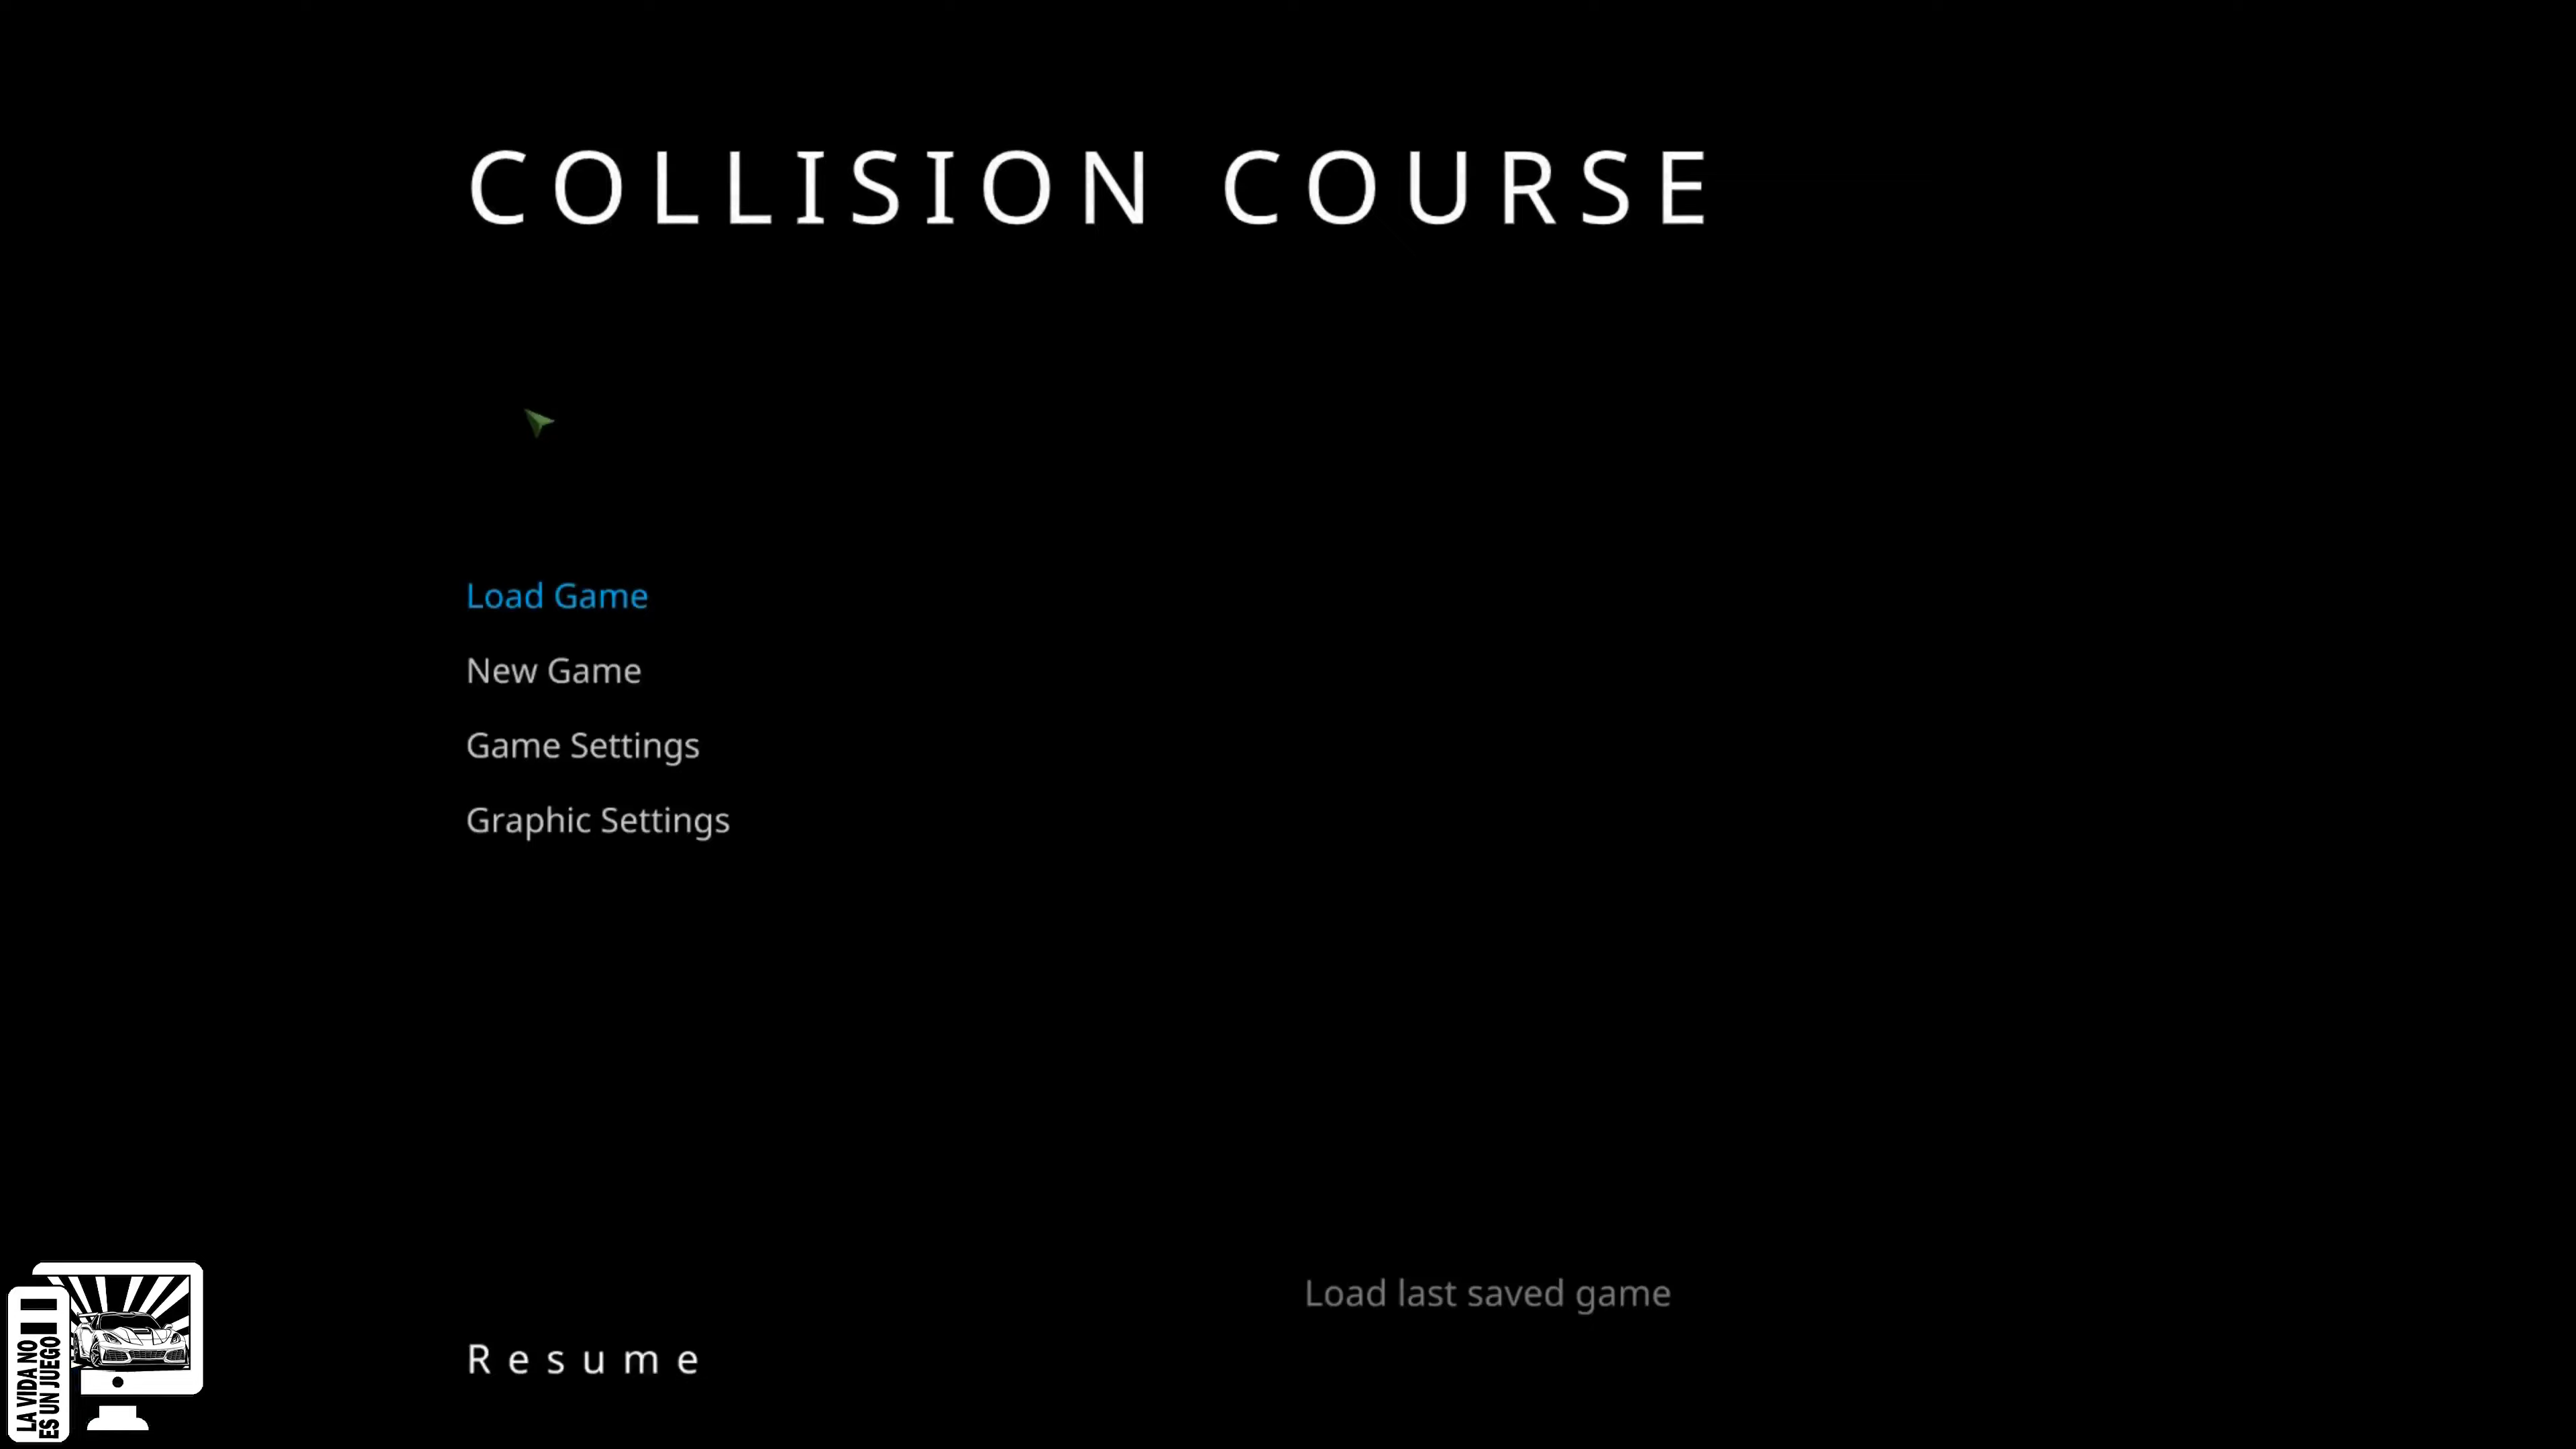 COLLISION COURSE
Load Game
New Game
Game Settings
Graphic Settings
Load last saved game
Resume
LA VIDA NO
ES UN JUEGO